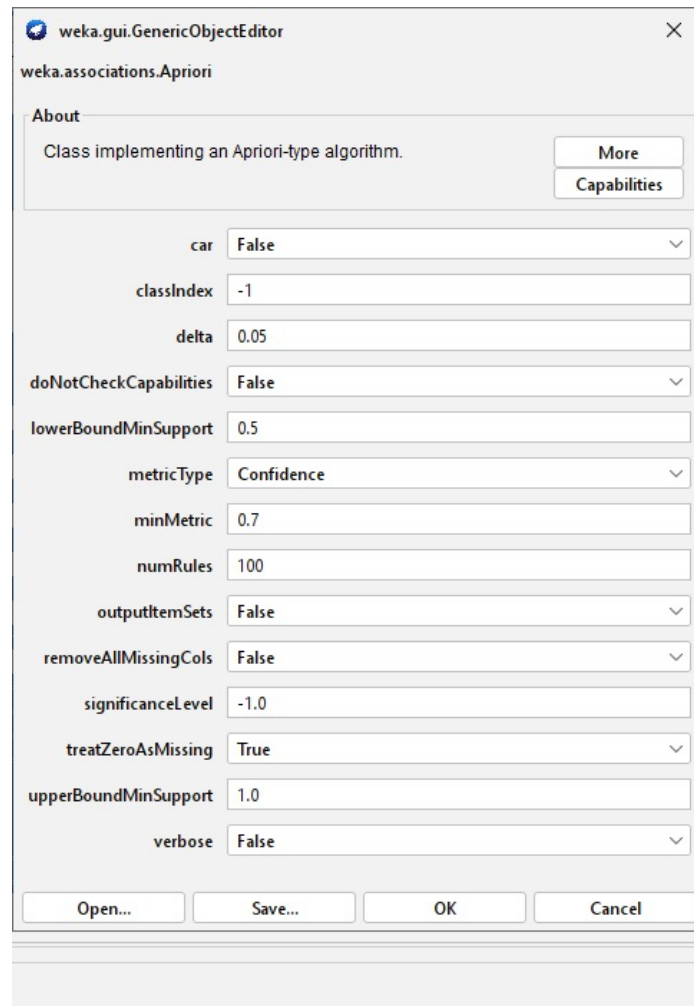 weka.gui.GenericObjectEditor
weka.associations.Apriori
About
Class implementing an Apriori-type algorithm.
More
Capabilities
car False
classIndex -1
delta 0.05
doNotCheckCapabilities False
lowerBoundMinSupport 0.5
metricType Confidence
minMetric 0.7
numRules 100
outputItemSets False
removeAllMissingCols False
significanceLevel -1.0
treatZeroAsMissing True
upperBoundMinSupport 1.0
verbose False
Open... Save... OK Cancel